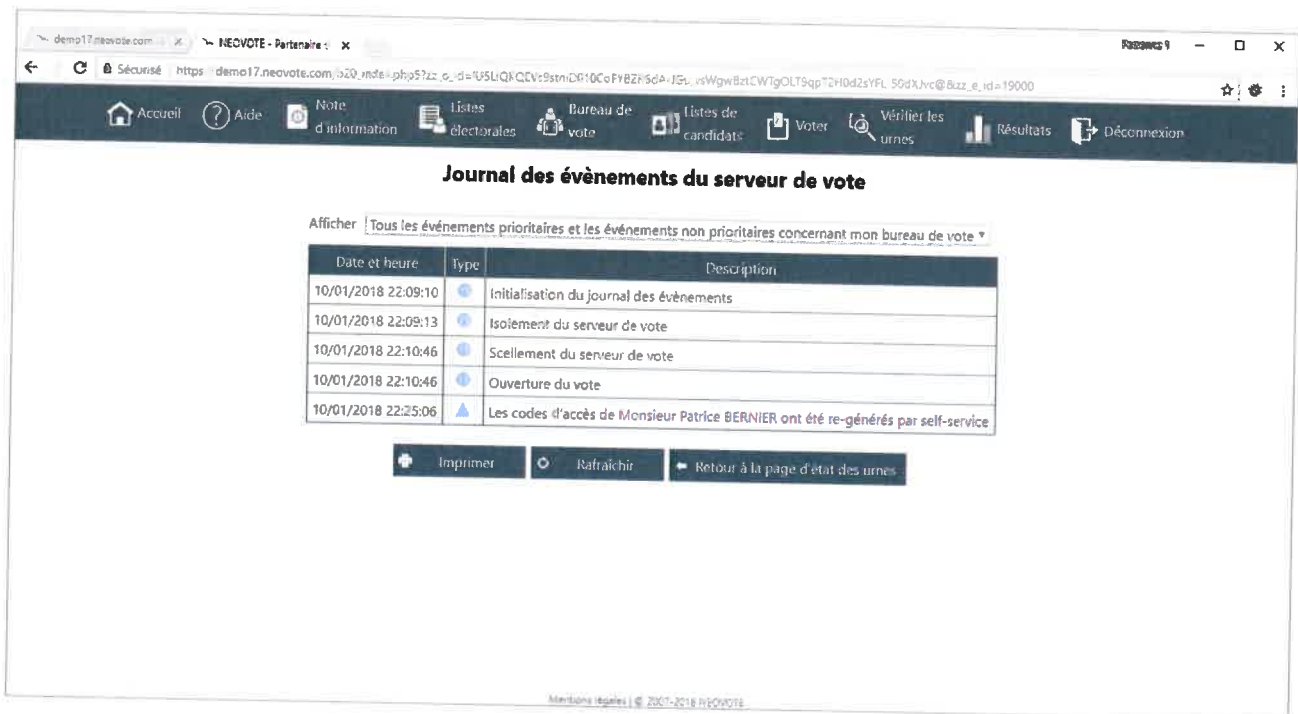 demo17.neovote.com
NEOVOTE - Partenaire
Sécurisé
Accueil
Aide
Note d'information
Listes électorales
Bureau de vote
Listes de candidats
Voter
Vérifier les urnes
Résultats
Déconnexion
Journal des évènements du serveur de vote
Afficher Tous les événements prioritaires et les événements non prioritaires concernant mon bureau de vote
Date et heure Type Description
10/01/2018 22:09:10 Initialisation du journal des évènements
10/01/2018 22:09:13 Isolement du serveur de vote
10/01/2018 22:10:46 Scellement du serveur de vote
10/01/2018 22:10:46 Ouverture du vote
10/01/2018 22:25:06 Les codes d'accès de Monsieur Patrice BERNIER ont été re-générés par self-service
Imprimer Rafraîchir Retour à la page d'état des urnes
Mentions légales | © 2007-2018 NEOVOTE